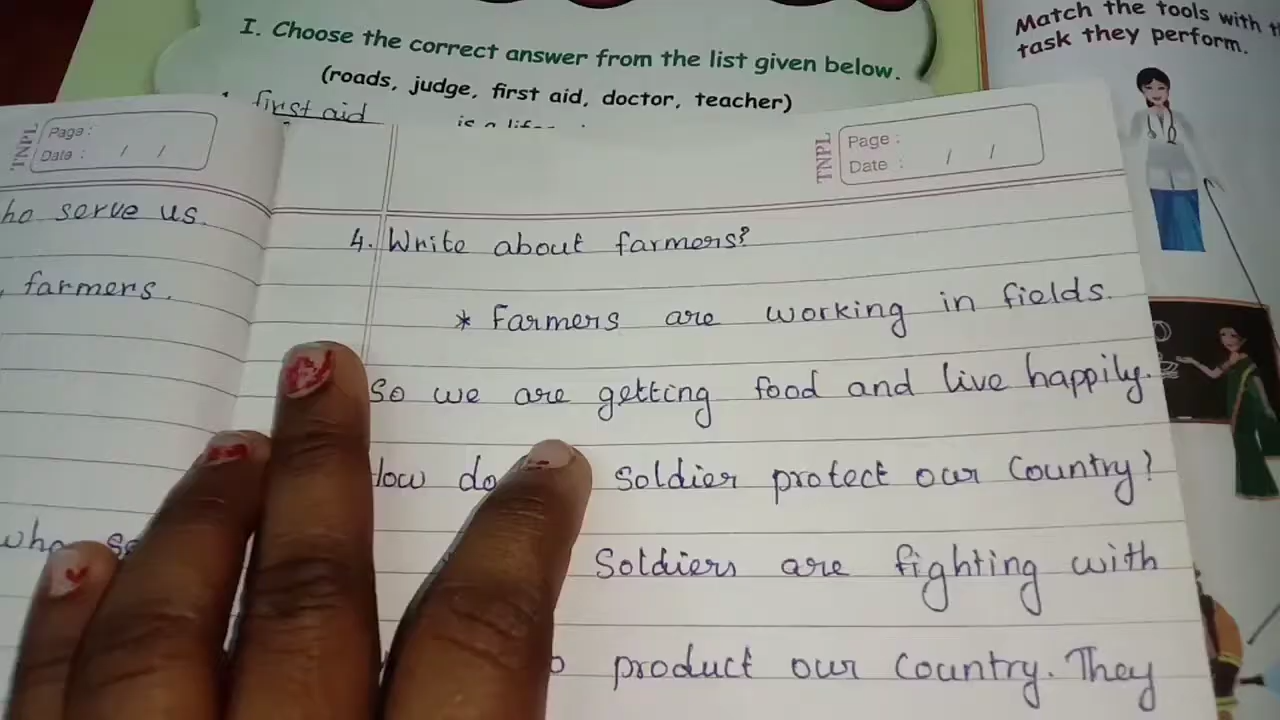 I. Choose the correct answer from the list given below.
(roads, judge, first aid, doctor, teacher)
first aid
Match the tools with
task they perform.
TNPL
Page :
Date : / /
serve us.
farmers.
TNPL
Page :
Date : / /
4. Write about farmers?
* Farmers are working in fields.
So we are getting food and live happily.
Soldier protect our Country?
Soldiers are fighting with
product our Country. They